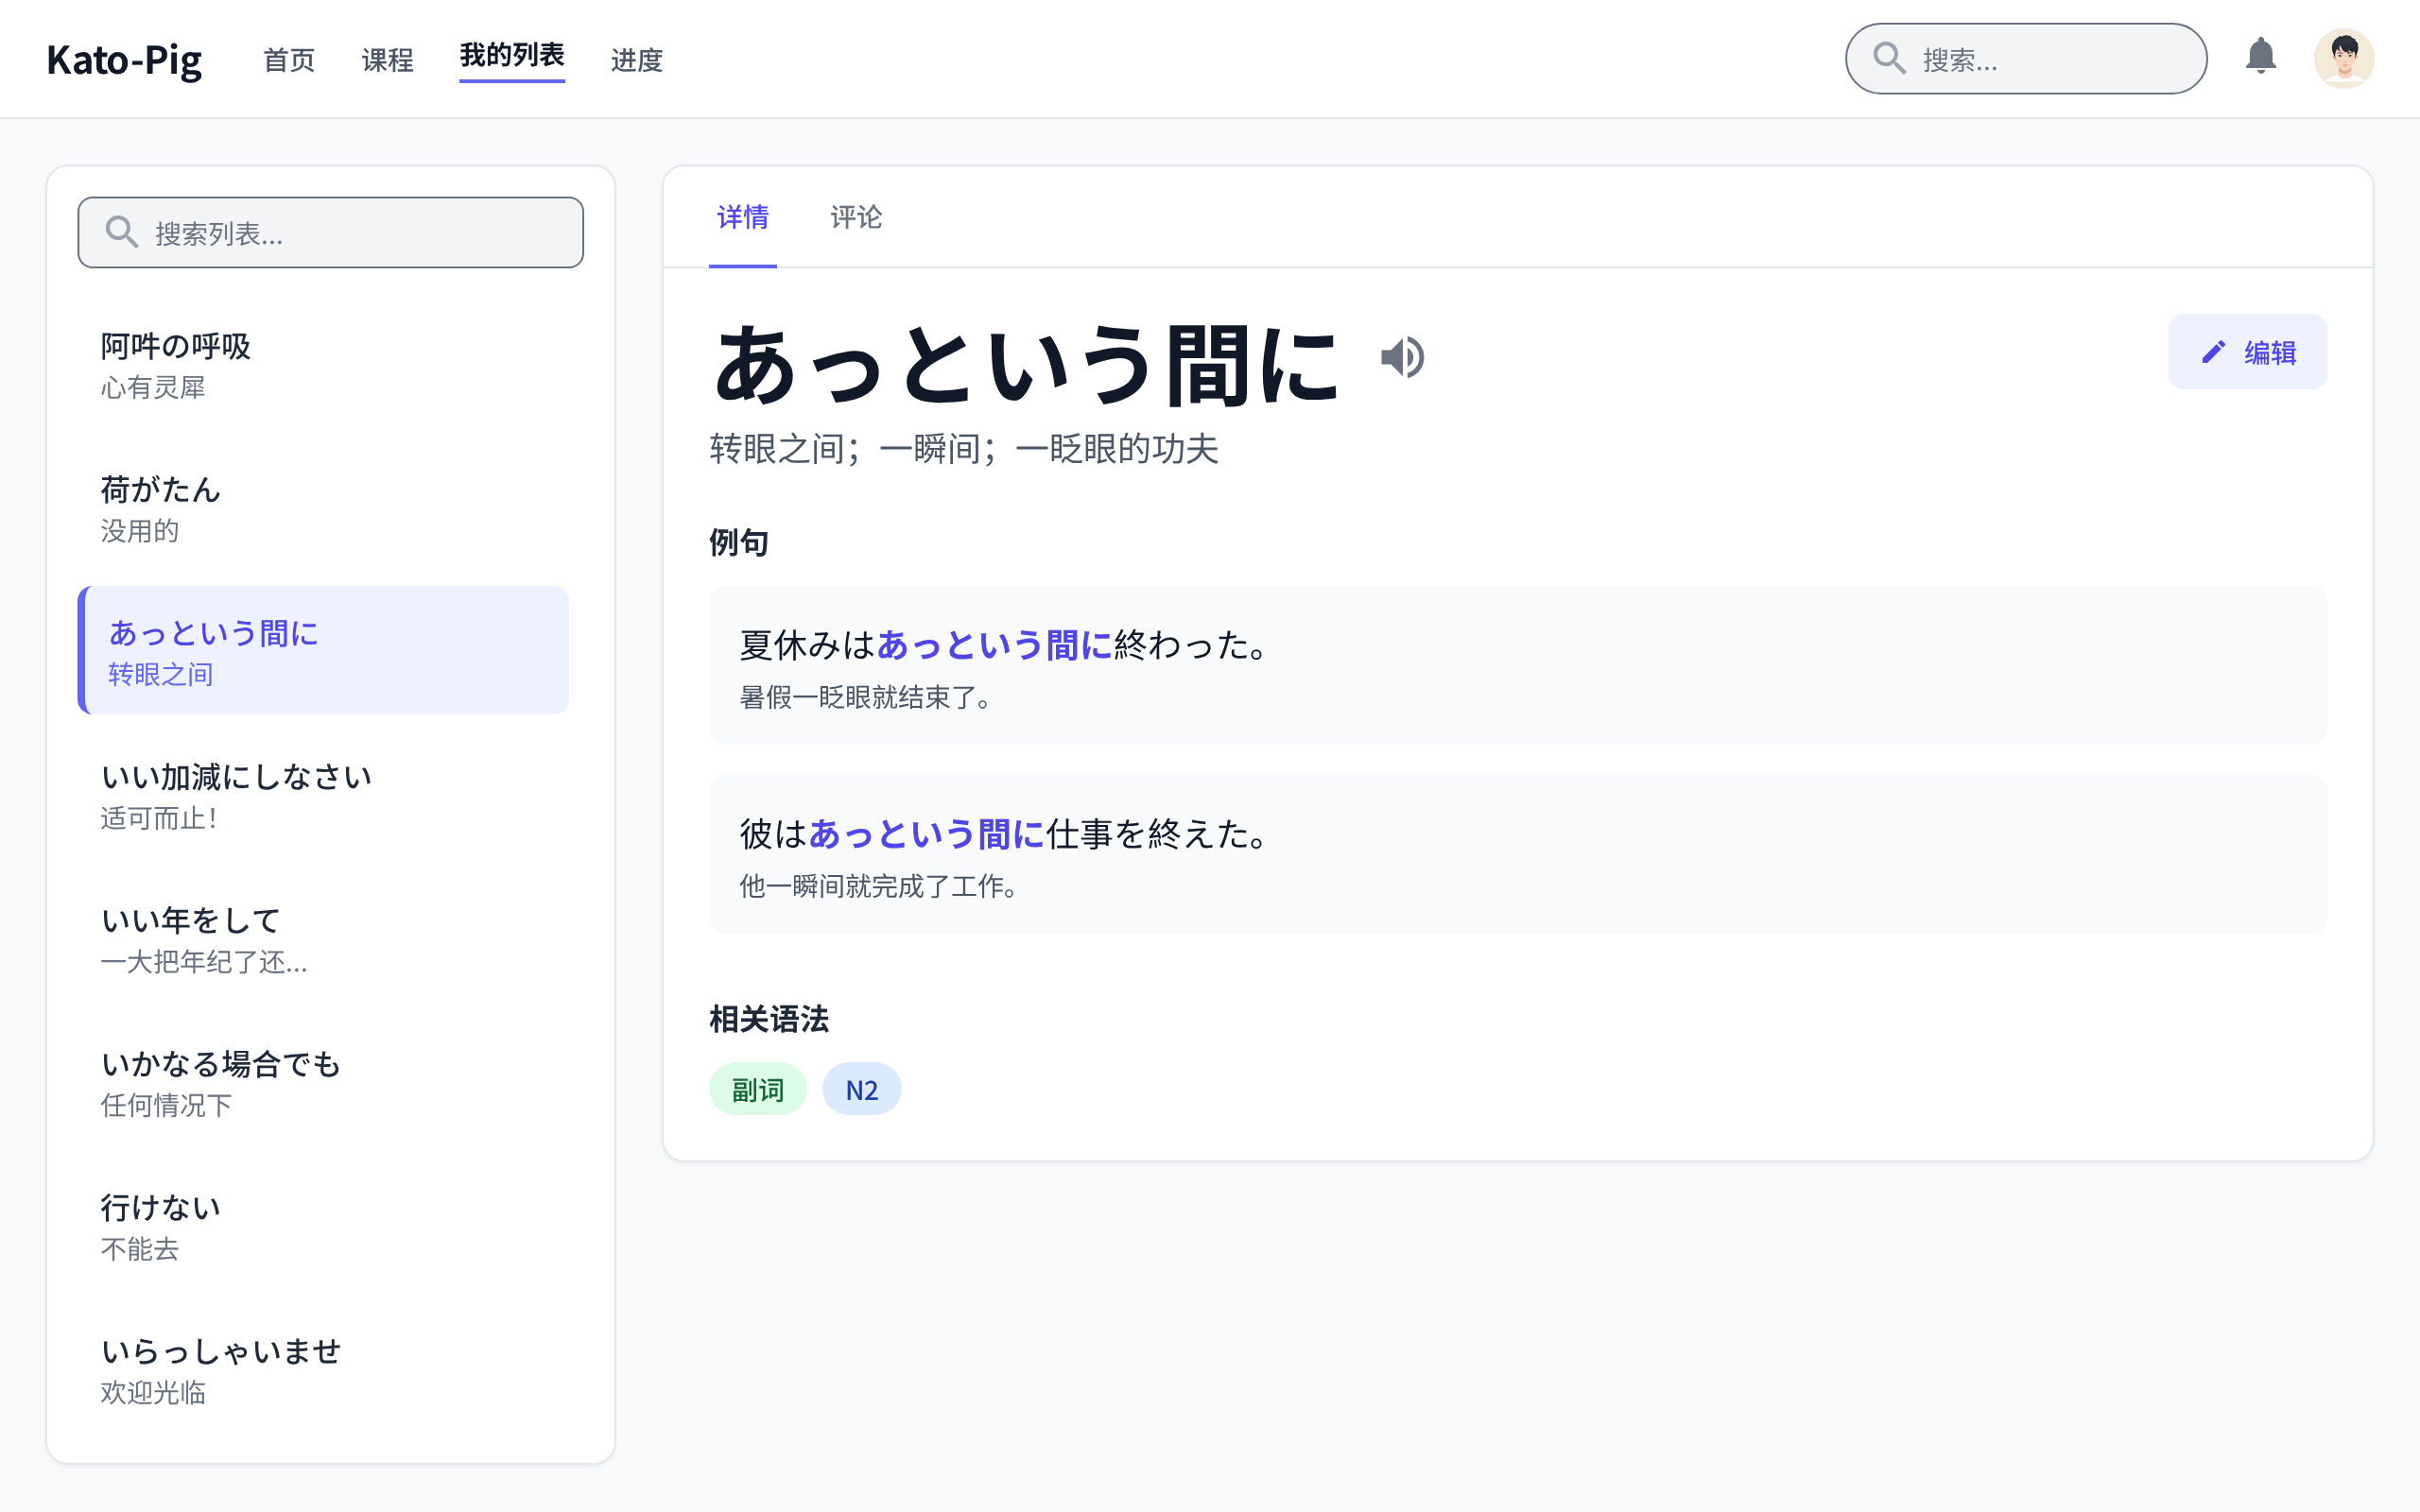 Kato-Pig
首页
课程
我的列表
进度
搜索...
搜索列表...
阿吽の呼吸
心有灵犀
荷がたん
没用的
あっという間に
转眼之间
いい加減にしなさい
适可而止！
いい年をして
一大把年纪了还...
いかなる場合でも
任何情况下
行けない
不能去
いらっしゃいませ
欢迎光临
详情
评论
あっという間に
编辑
转眼之间；一瞬间；一眨眼的功夫
例句
夏休みはあっという間に終わった。
暑假一眨眼就结束了。
彼はあっという間に仕事を終えた。
他一瞬间就完成了工作。
相关语法
副词
N2